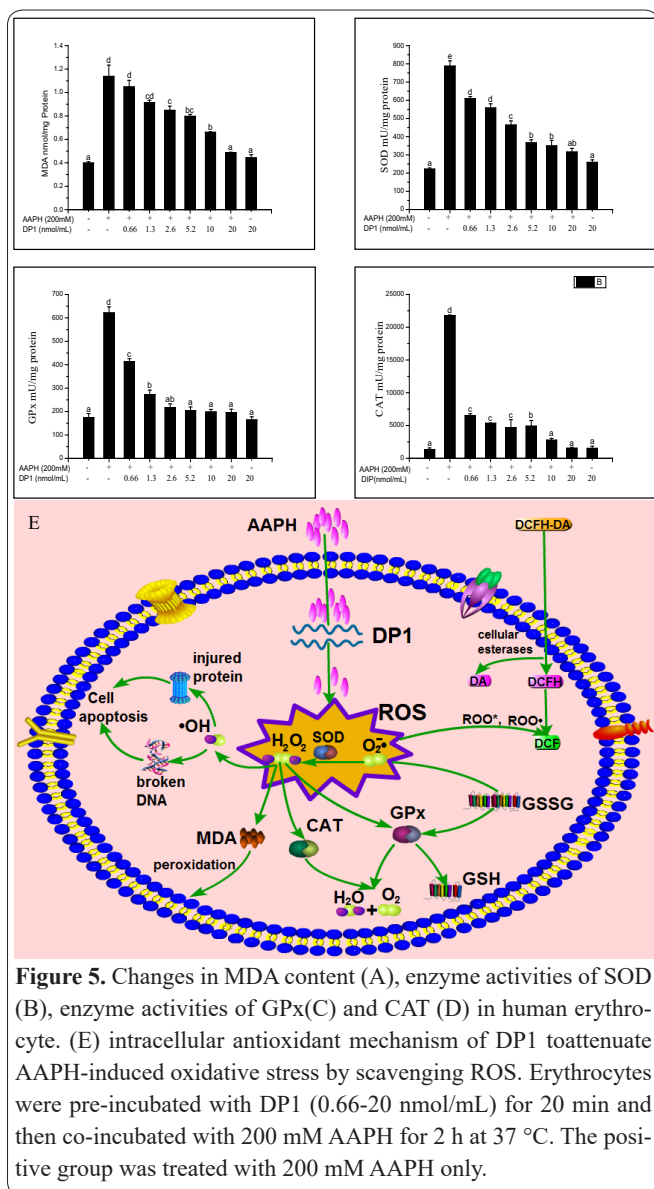 MDA nmol/mg Protein
1.4
1.2
1.0
0.8
0.6
0.4
0.2
0.0
a d cd c bc b a a
d
AAPH (200mM) - + + + + + + + -
DP1 (nmol/mL) - - 0.66 1.3 2.6 5.2 10 20 20
SOD mU/mg protein
900
800
700
600
500
400
300
200
100
0
a e d d c b b ab a
AAPH (200mM) - + + + + + + + -
DP1 (nmol/mL) - - 0.66 1.3 2.6 5.2 10 20 20
GPx mU/mg protein
700
600
500
400
300
200
100
0
a d c b ab a a a a
AAPH (200mM) - + + + + + + + -
DP1 (nmol/mL) - - 0.66 1.3 2.6 5.2 10 20 20
B
CAT mU/mg protein
25000
20000
15000
10000
5000
0
a d c c c b a a a
AAPH (200mM) - + + + + + + + -
DIP(nmol/mL) - - 0.66 1.3 2.6 5.2 10 20 20
E
AAPH
DCFH-DA
DP1
cellular
esterases
DA
DCFH
injured
protein
Cell
apoptosis
ROS
ROO*, ROO•
•OH
H2O2
SOD
O2-•
DCF
broken
DNA
GSSG
MDA
CAT
GPx
peroxidation
GSH
H2O
+
O2
Figure 5. Changes in MDA content (A), enzyme activities of SOD
(B), enzyme activities of GPx(C) and CAT (D) in human erythro-
cyte. (E) intracellular antioxidant mechanism of DP1 toattenuate
AAPH-induced oxidative stress by scavenging ROS. Erythrocytes
were pre-incubated with DP1 (0.66-20 nmol/mL) for 20 min and
then co-incubated with 200 mM AAPH for 2 h at 37 °C. The posi-
tive group was treated with 200 mM AAPH only.